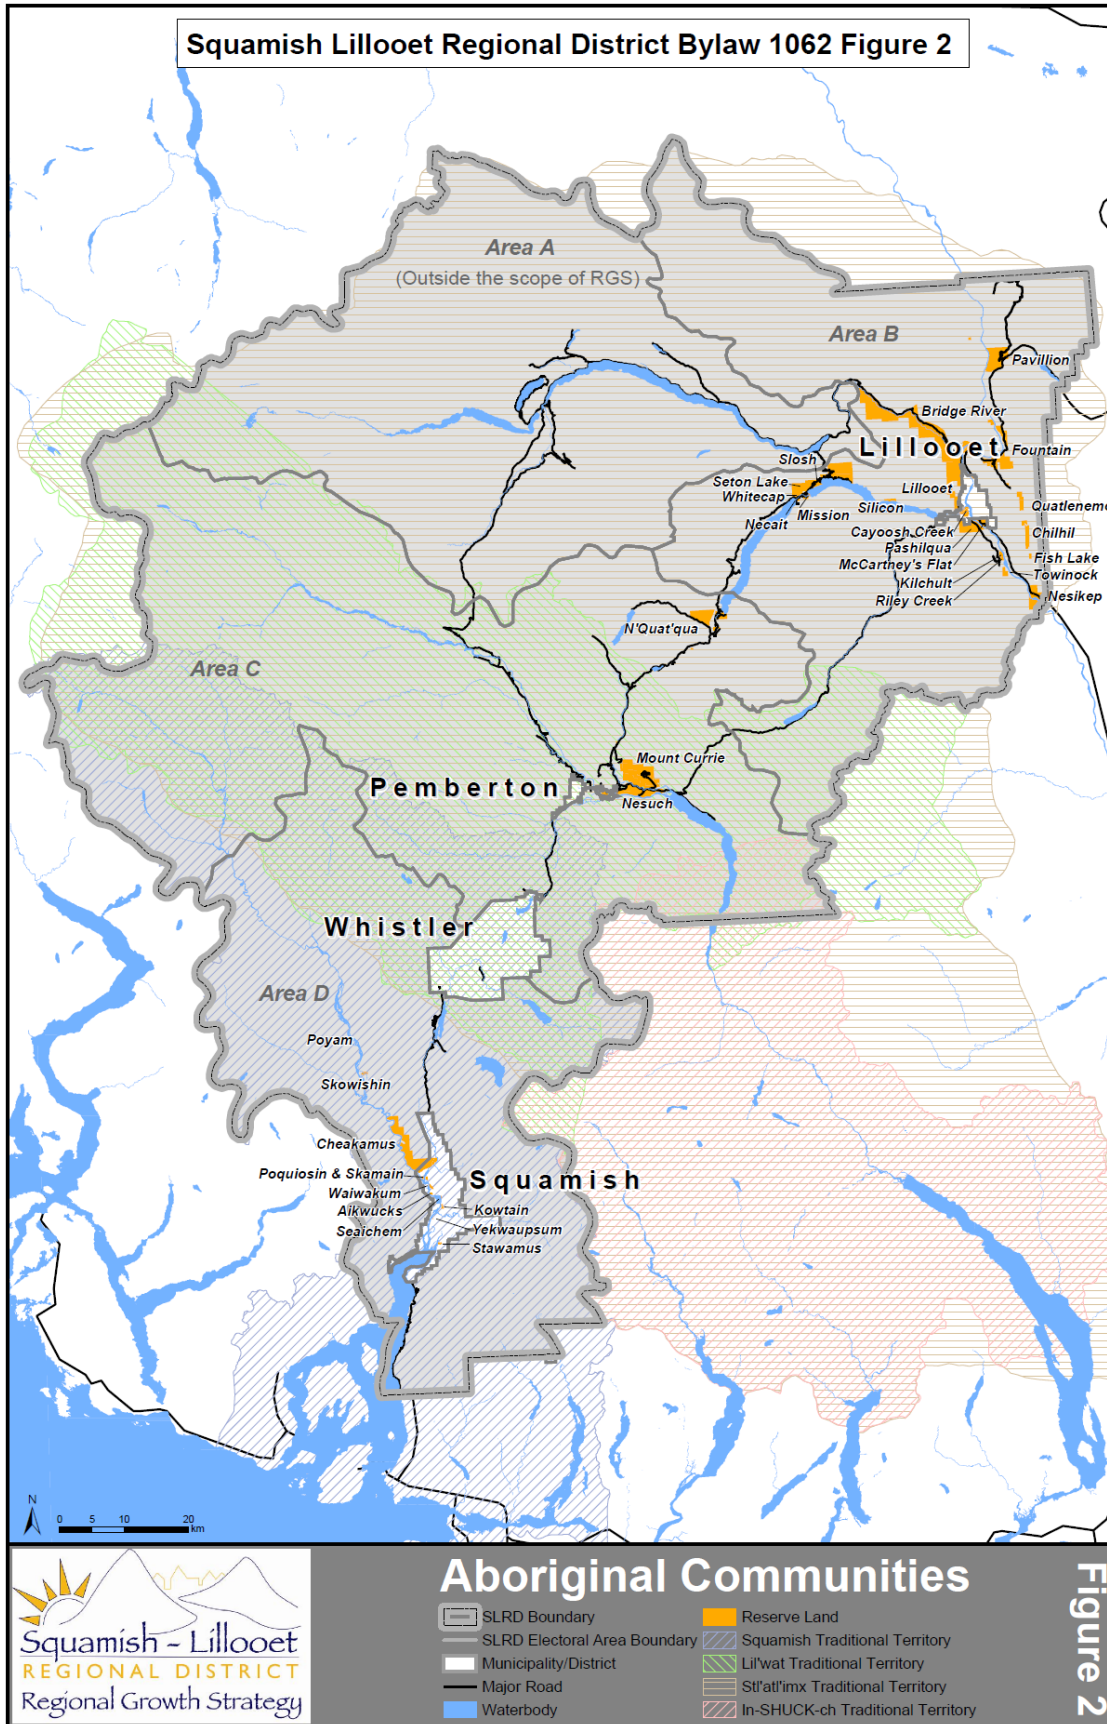 Squamish Lillooet Regional District Bylaw 1062 Figure 2
Area A
(Outside the scope of RGS)
Area B
Pavillion
Bridge River
Lillooet
Fountain
Slosh
Seton Lake
Whitecap
Lillooet
Silicon
Mission
Quatleneme
Necait
Cayoosh Creek
Chilhil
Pashilqua
McCartney's Flat
Fish Lake
Kilchult
Towinock
Riley Creek
Nesikep
N'Quat'qua
Area C
Mount Currie
Pemberton
Nesuch
Whistler
Area D
Poyam
Skowishin
Cheakamus
Poquiosin & Skamain
Squamish
Waiwakum
Aikwucks
Kowtain
Seaichem
Yekwaupsum
Stawamus
N
0 5 10 20
km
Squamish - Lillooet
REGIONAL DISTRICT
Regional Growth Strategy
Aboriginal Communities
SLRD Boundary
SLRD Electoral Area Boundary
Municipality/District
Major Road
Waterbody
Reserve Land
Squamish Traditional Territory
Lil'wat Traditional Territory
Stl'atl'imx Traditional Territory
In-SHUCK-ch Traditional Territory
Figure 2